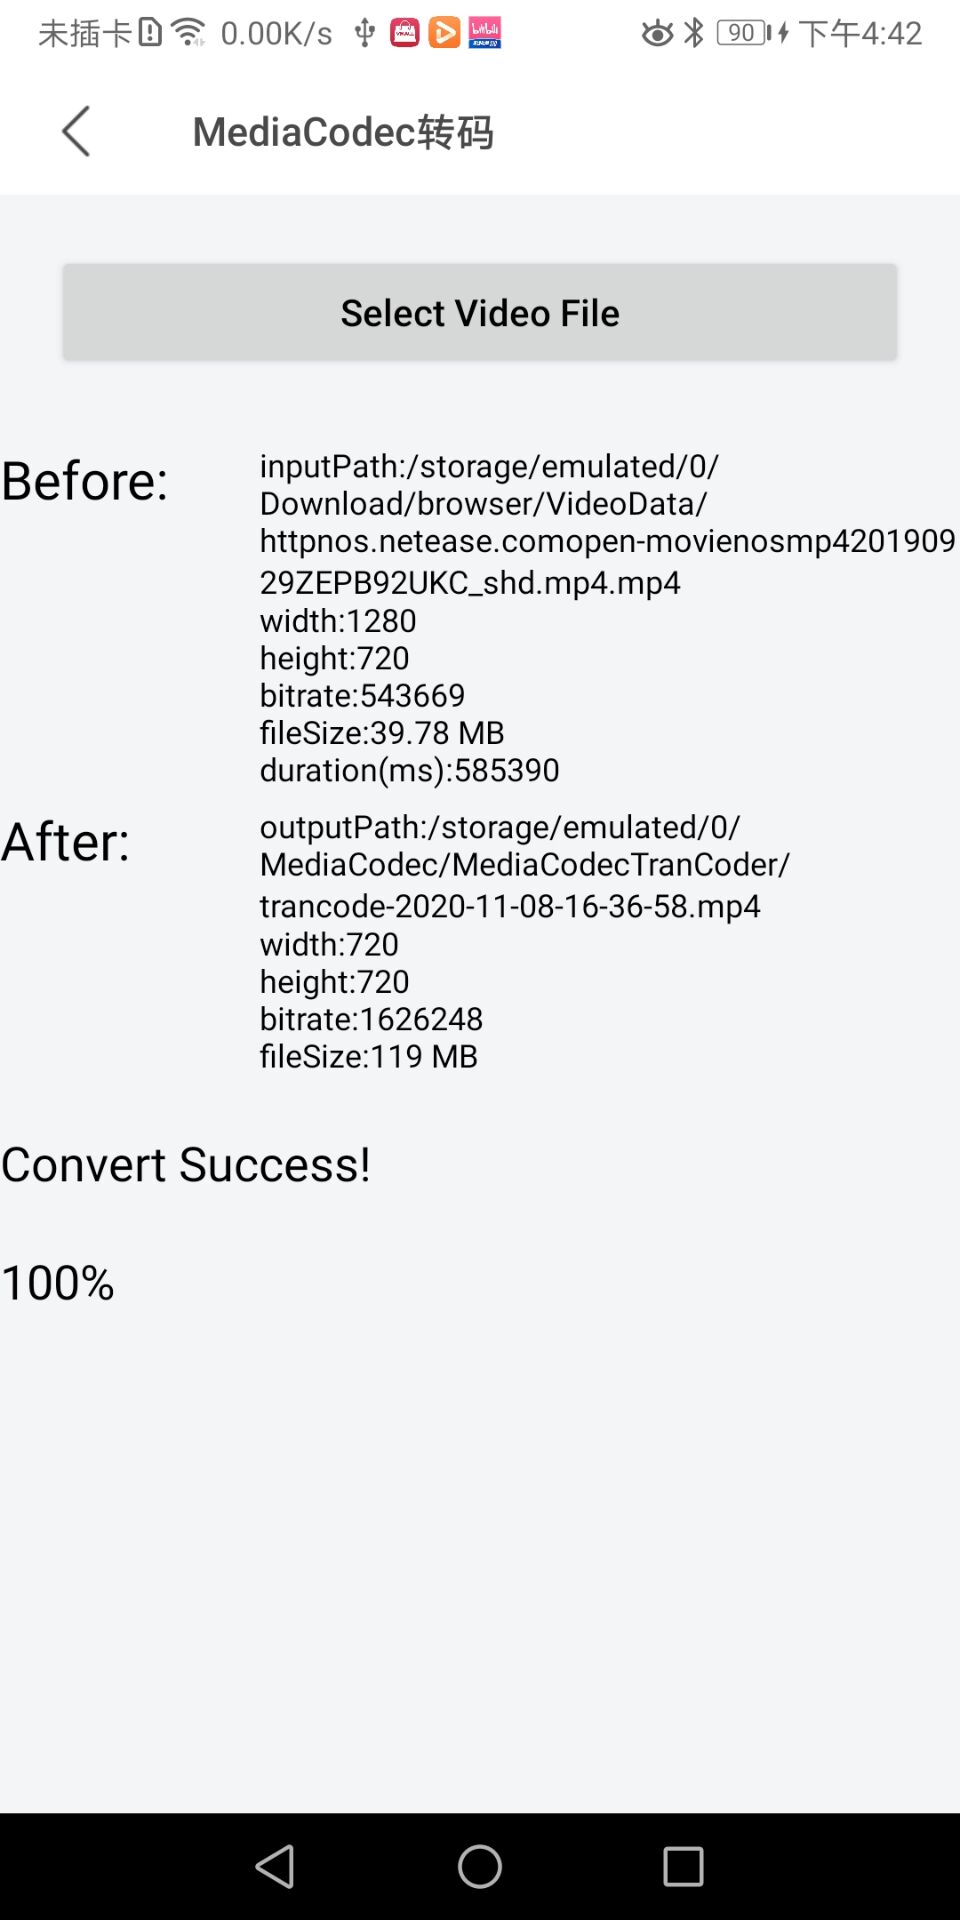 未插卡 0.00K/s 90 下午4:42
MediaCodec转码
Select Video File
Before:
inputPath:/storage/emulated/0/
Download/browser/VideoData/
httpnos.netease.comopen-movienosmp4201909
29ZEPB92UKC_shd.mp4.mp4
width:1280
height:720
bitrate:543669
fileSize:39.78 MB
duration(ms):585390
After:
outputPath:/storage/emulated/0/
MediaCodec/MediaCodecTranCoder/
trancode-2020-11-08-16-36-58.mp4
width:720
height:720
bitrate:1626248
fileSize:119 MB
Convert Success!
100%